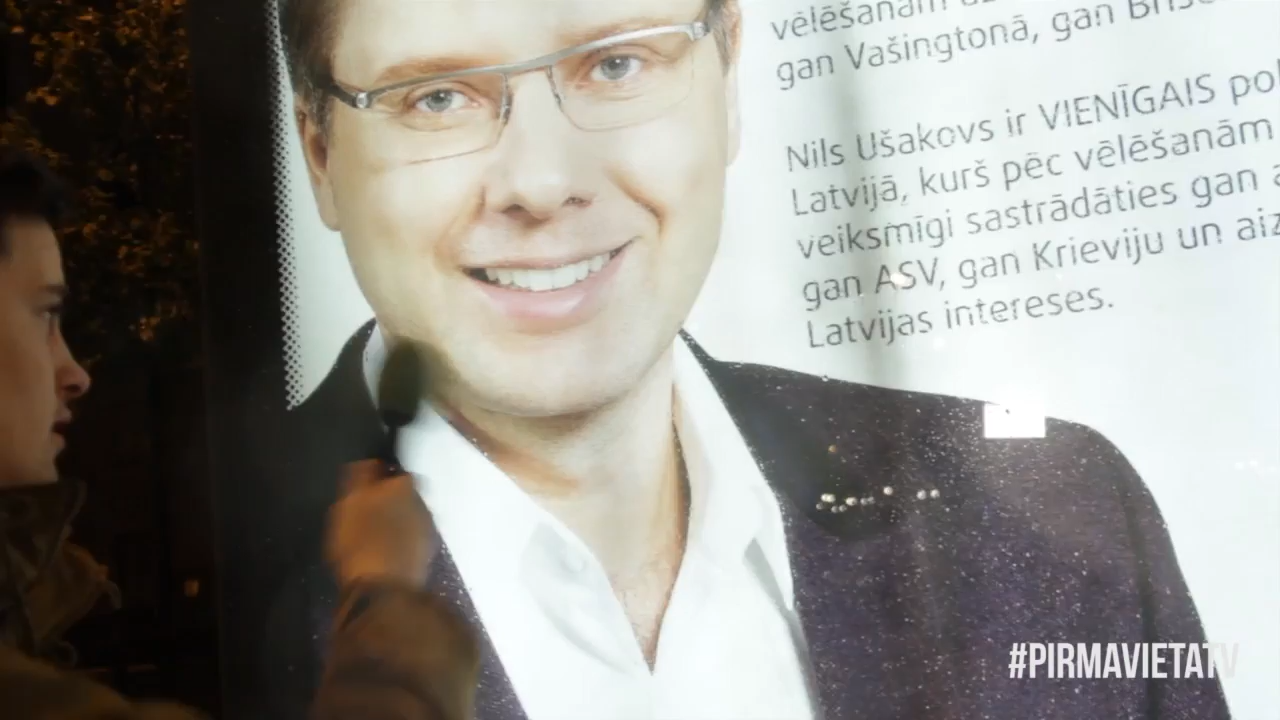 vēlēšanām
gan Vašingtonā, gan
Nils Ušakovs ir VIENĪGAIS
Latvijā, kurš pēc vēlēšanām
veiksmīgi sastrādāties gan
gan ASV, gan Krieviju un
Latvijas intereses.
#PIRMAVIETATV